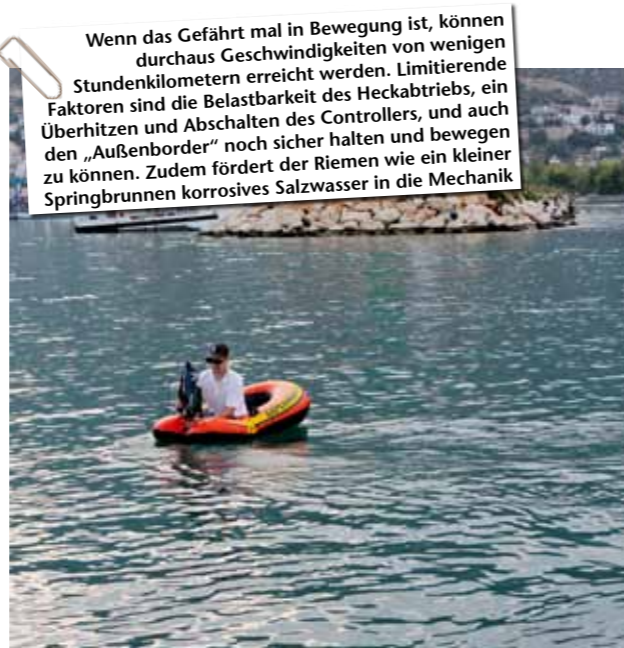 Wenn das Gefährt mal in Bewegung ist, können
durchaus Geschwindigkeiten von wenigen
Stundenkilometern erreicht werden. Limitierende
Faktoren sind die Belastbarkeit des Heckabtriebs, ein
Überhitzen und Abschalten des Controllers, und auch
den „Außenborder“ noch sicher halten und bewegen
zu können. Zudem fördert der Riemen wie ein kleiner
Springbrunnen korrosives Salzwasser in die Mechanik